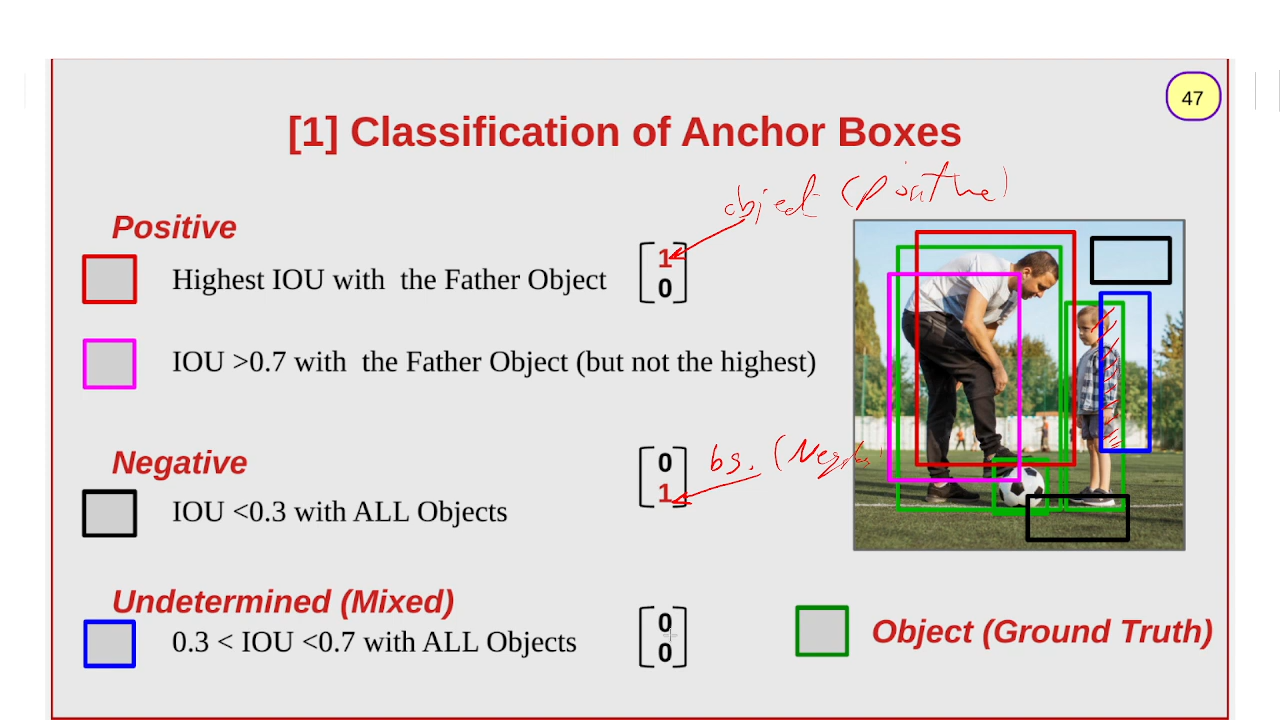 47
[1] Classification of Anchor Boxes
object (positive)
Positive
Highest IOU with the Father Object
1
0
IOU >0.7 with the Father Object (but not the highest)
Negative
0
1
bg. (Negative
IOU <0.3 with ALL Objects
Undetermined (Mixed)
0.3 < IOU <0.7 with ALL Objects
0
0
Object (Ground Truth)